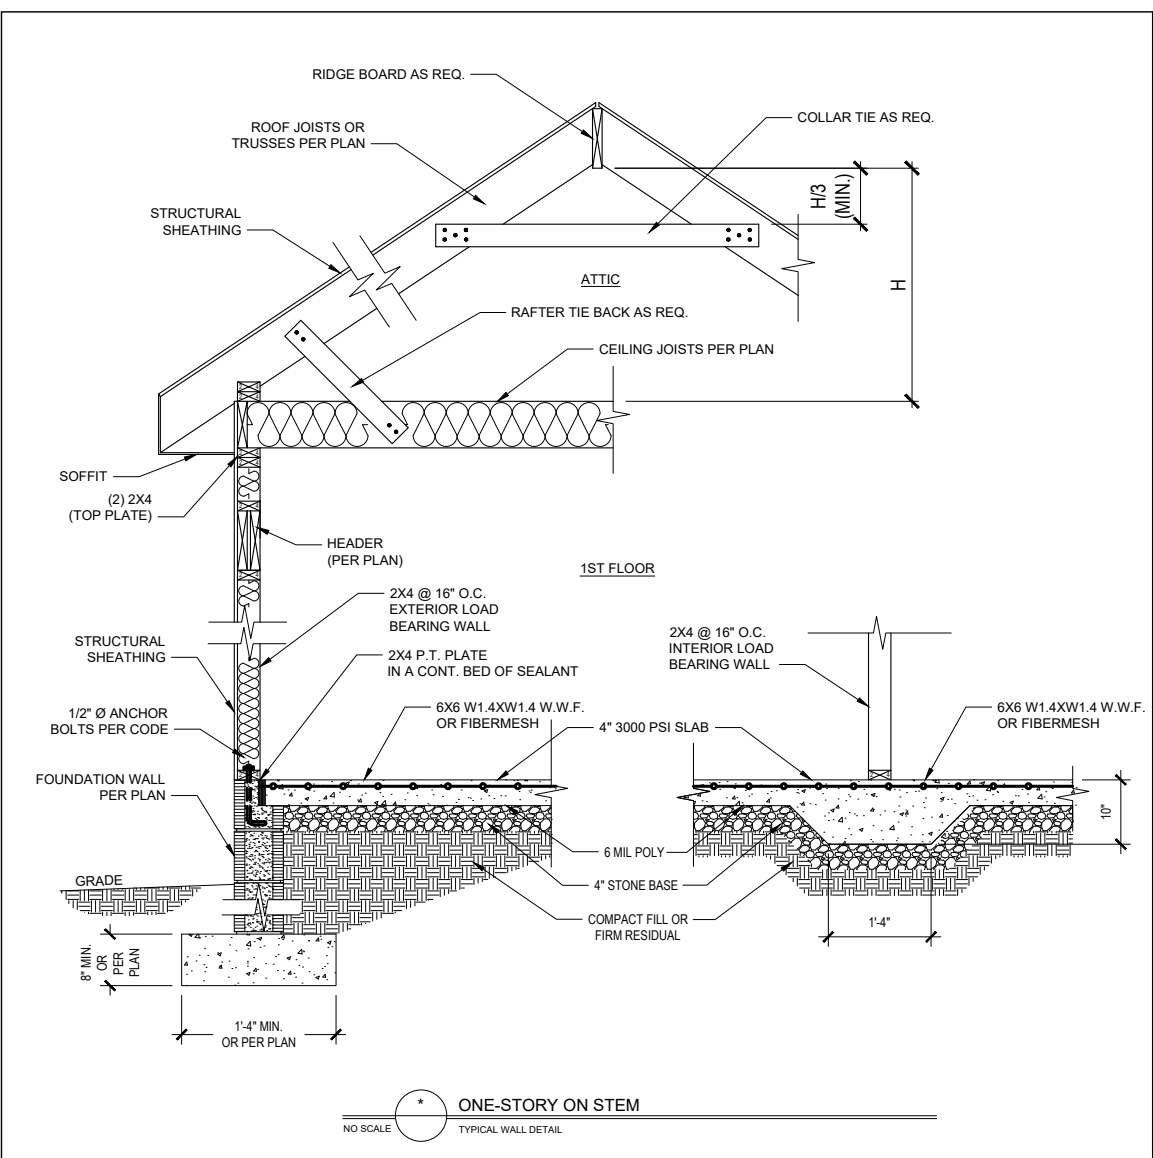 RIDGE BOARD AS REQ.
COLLAR TIE AS REQ.
ROOF JOISTS OR
TRUSSES PER PLAN
H/3
(MIN.)
STRUCTURAL
SHEATHING
ATTIC
H
RAFTER TIE BACK AS REQ.
CEILING JOISTS PER PLAN
SOFFIT
(2) 2X4
(TOP PLATE)
HEADER
(PER PLAN)
1ST FLOOR
2X4 @ 16" O.C.
EXTERIOR LOAD
BEARING WALL
2X4 @ 16" O.C.
INTERIOR LOAD
BEARING WALL
STRUCTURAL
SHEATHING
2X4 P.T. PLATE
IN A CONT. BED OF SEALANT
1/2" Ø ANCHOR
BOLTS PER CODE
6X6 W1.4XW1.4 W.W.F.
OR FIBERMESH
4" 3000 PSI SLAB
6X6 W1.4XW1.4 W.W.F.
OR FIBERMESH
FOUNDATION WALL
PER PLAN
10"
6 MIL POLY
4" STONE BASE
GRADE
COMPACT FILL OR
FIRM RESIDUAL
1'-4"
8" MIN.
OR
PER
PLAN
1'-4" MIN.
OR PER PLAN
*
ONE-STORY ON STEM
NO SCALE
TYPICAL WALL DETAIL